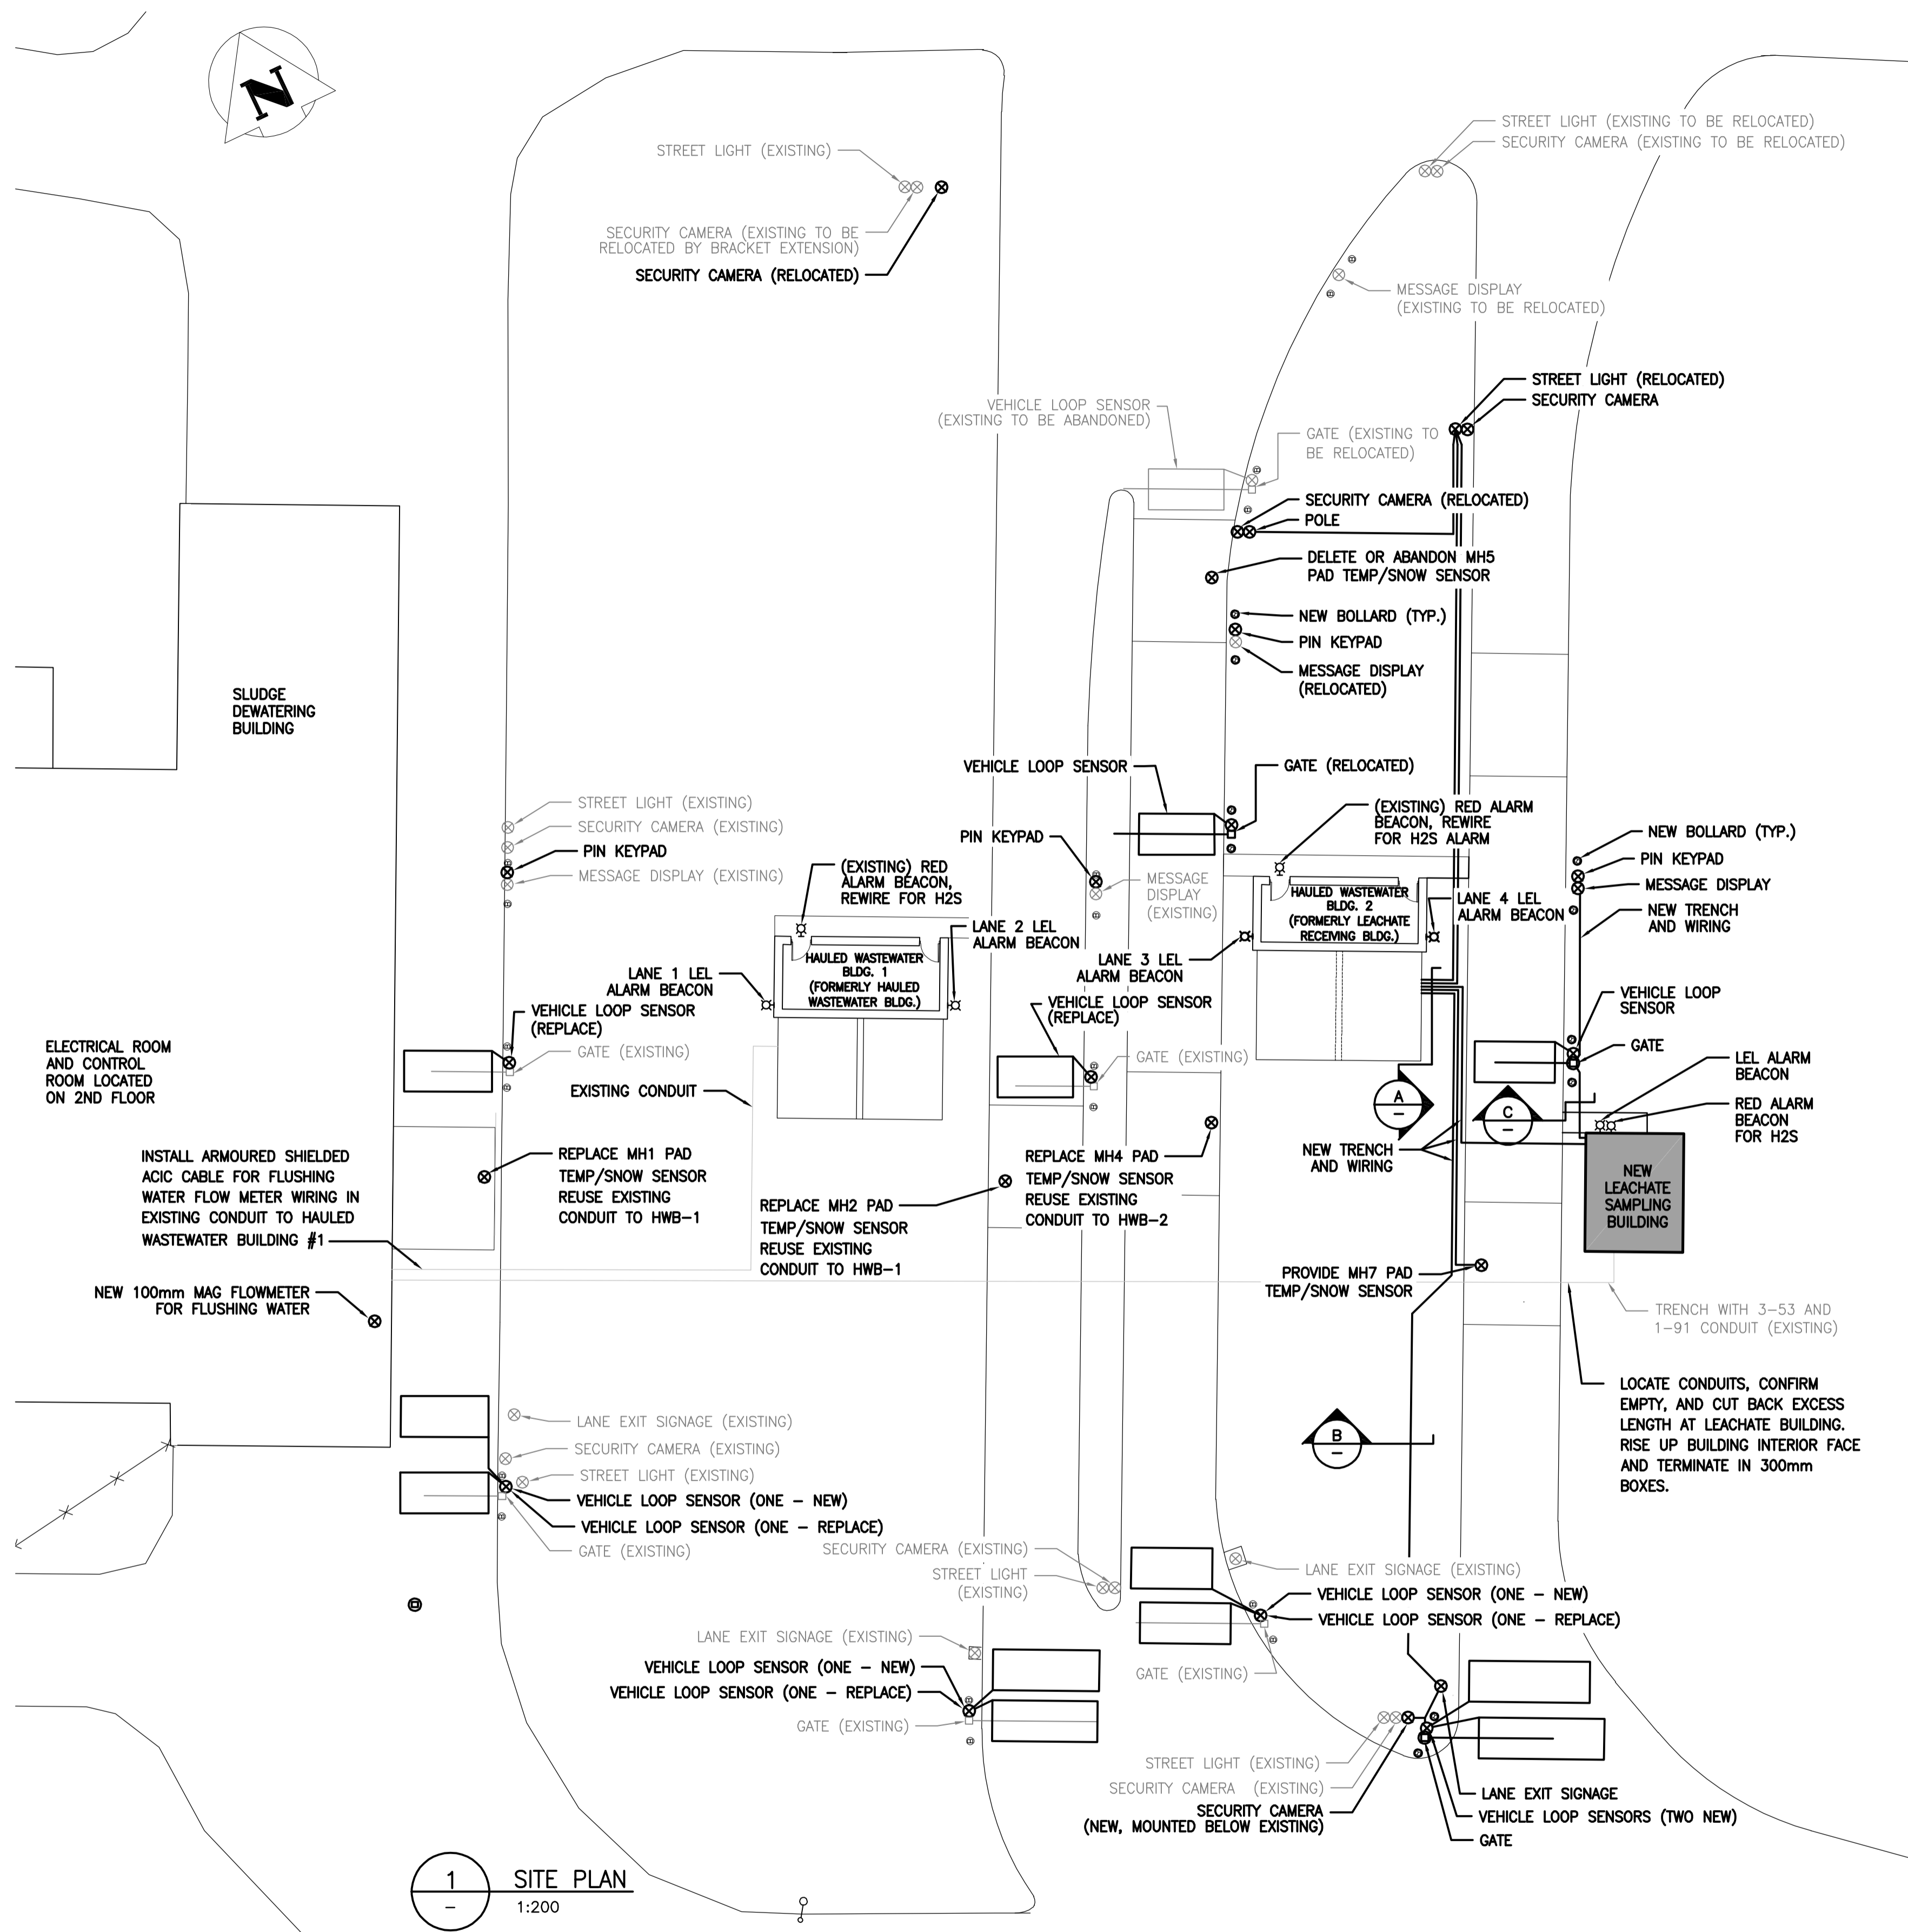 N
STREET LIGHT (EXISTING)
SECURITY CAMERA (EXISTING TO BE
RELOCATED BY BRACKET EXTENSION)
SECURITY CAMERA (RELOCATED)
STREET LIGHT (EXISTING TO BE RELOCATED)
SECURITY CAMERA (EXISTING TO BE RELOCATED)
MESSAGE DISPLAY
(EXISTING TO BE RELOCATED)
STREET LIGHT (RELOCATED)
SECURITY CAMERA
VEHICLE LOOP SENSOR
(EXISTING TO BE ABANDONED)
GATE (EXISTING TO
BE RELOCATED)
SECURITY CAMERA (RELOCATED)
POLE
DELETE OR ABANDON MH5
PAD TEMP/SNOW SENSOR
NEW BOLLARD (TYP.)
PIN KEYPAD
MESSAGE DISPLAY
(RELOCATED)
SLUDGE
DEWATERING
BUILDING
VEHICLE LOOP SENSOR
GATE (RELOCATED)
STREET LIGHT (EXISTING)
SECURITY CAMERA (EXISTING)
PIN KEYPAD
MESSAGE DISPLAY (EXISTING)
(EXISTING) RED
ALARM BEACON,
REWIRE FOR H2S
PIN KEYPAD
MESSAGE
DISPLAY
(EXISTING)
(EXISTING) RED ALARM
BEACON, REWIRE
FOR H2S ALARM
NEW BOLLARD (TYP.)
PIN KEYPAD
MESSAGE DISPLAY
NEW TRENCH
AND WIRING
HAULED WASTEWATER
BLDG. 2
(FORMERLY LEACHATE
RECEIVING BLDG.)
LANE 4 LEL
ALARM BEACON
LANE 2 LEL
ALARM BEACON
HAULED WASTEWATER
BLDG. 1
(FORMERLY HAULED
WASTEWATER BLDG.)
LANE 1 LEL
ALARM BEACON
LANE 3 LEL
ALARM BEACON
VEHICLE LOOP SENSOR
(REPLACE)
GATE (EXISTING)
VEHICLE LOOP SENSOR
(REPLACE)
GATE (EXISTING)
VEHICLE LOOP
SENSOR
GATE
LEL ALARM
BEACON
RED ALARM
BEACON
FOR H2S
ELECTRICAL ROOM
AND CONTROL
ROOM LOCATED
ON 2ND FLOOR
EXISTING CONDUIT
A
–
C
–
NEW TRENCH
AND WIRING
INSTALL ARMOURED SHIELDED
ACIC CABLE FOR FLUSHING
WATER FLOW METER WIRING IN
EXISTING CONDUIT TO HAULED
WASTEWATER BUILDING #1
REPLACE MH1 PAD
TEMP/SNOW SENSOR
REUSE EXISTING
CONDUIT TO HWB-1
REPLACE MH2 PAD
TEMP/SNOW SENSOR
REUSE EXISTING
CONDUIT TO HWB-1
REPLACE MH4 PAD
TEMP/SNOW SENSOR
REUSE EXISTING
CONDUIT TO HWB-2
NEW
LEACHATE
SAMPLING
BUILDING
NEW 100mm MAG FLOWMETER
FOR FLUSHING WATER
PROVIDE MH7 PAD
TEMP/SNOW SENSOR
TRENCH WITH 3-53 AND
1-91 CONDUIT (EXISTING)
LOCATE CONDUITS, CONFIRM
EMPTY, AND CUT BACK EXCESS
LENGTH AT LEACHATE BUILDING.
RISE UP BUILDING INTERIOR FACE
AND TERMINATE IN 300mm
BOXES.
B
–
LANE EXIT SIGNAGE (EXISTING)
SECURITY CAMERA (EXISTING)
STREET LIGHT (EXISTING)
VEHICLE LOOP SENSOR (ONE – NEW)
VEHICLE LOOP SENSOR (ONE – REPLACE)
GATE (EXISTING)
SECURITY CAMERA (EXISTING)
STREET LIGHT
(EXISTING)
LANE EXIT SIGNAGE (EXISTING)
VEHICLE LOOP SENSOR (ONE – NEW)
VEHICLE LOOP SENSOR (ONE – REPLACE)
GATE (EXISTING)
LANE EXIT SIGNAGE (EXISTING)
VEHICLE LOOP SENSOR (ONE – NEW)
VEHICLE LOOP SENSOR (ONE – REPLACE)
GATE (EXISTING)
STREET LIGHT (EXISTING)
SECURITY CAMERA (EXISTING)
SECURITY CAMERA
(NEW, MOUNTED BELOW EXISTING)
LANE EXIT SIGNAGE
VEHICLE LOOP SENSORS (TWO NEW)
GATE
1
–
SITE PLAN
1:200